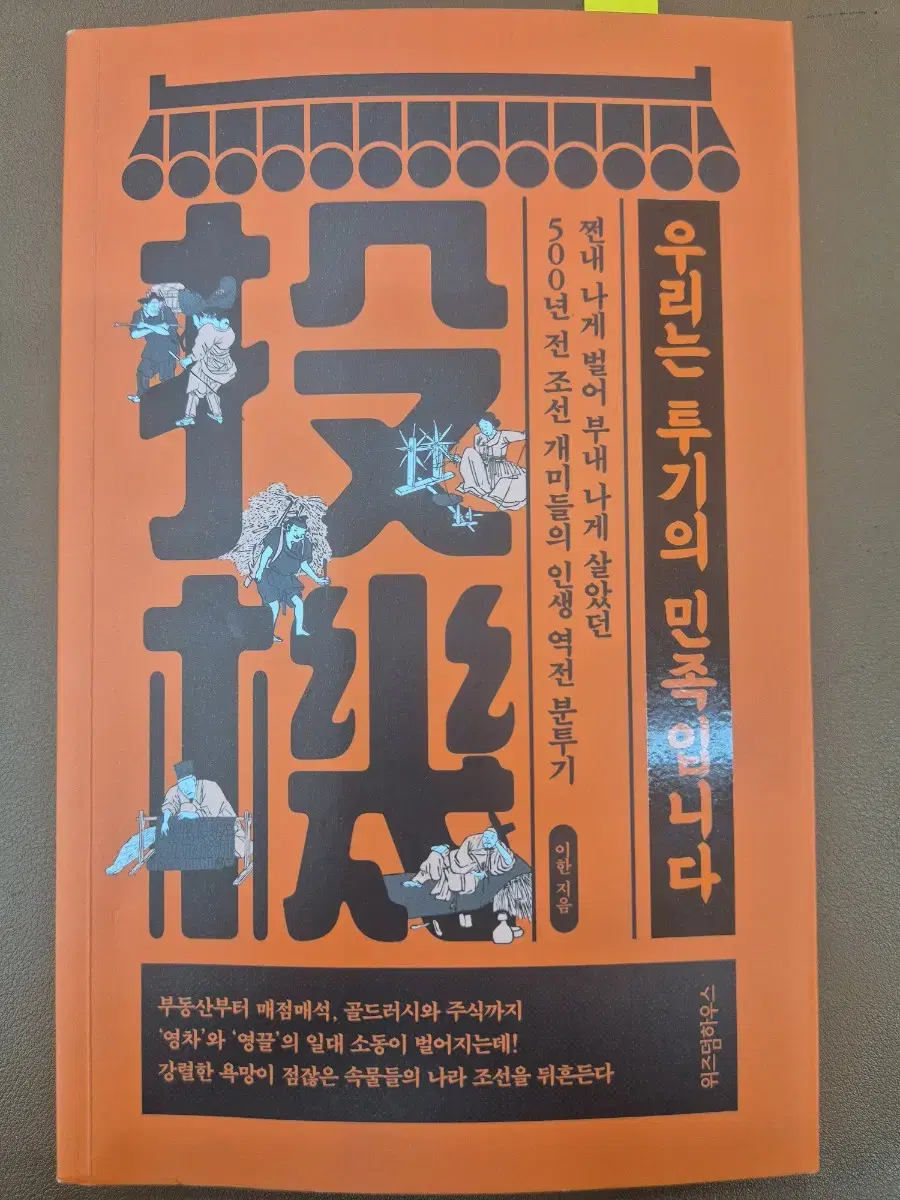 우리는 투기의 민족입니다
쩐내 나게 벌어 부내 나게 살았던
500년 전 조선 개미들의 인생 역전 분투기
이한 지음
投機
부동산부터 매점매석, 골드러시와 주식까지
‘영차’와 ‘영끌’의 일대 소동이 벌어지는데!
강렬한 욕망이 점잖은 속물들의 나라 조선을 뒤흔든다
위즈덤하우스